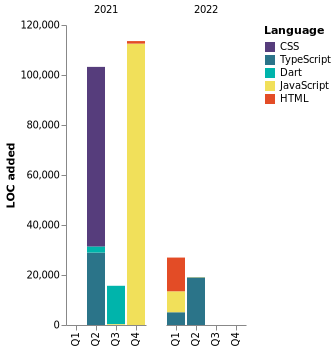 2021
2022
Language
CSS
TypeScript
Dart
JavaScript
HTML
LOC added
120,000
100,000
80,000
60,000
40,000
20,000
0
Q1
Q2
Q3
Q4
Q1
Q2
Q3
Q4